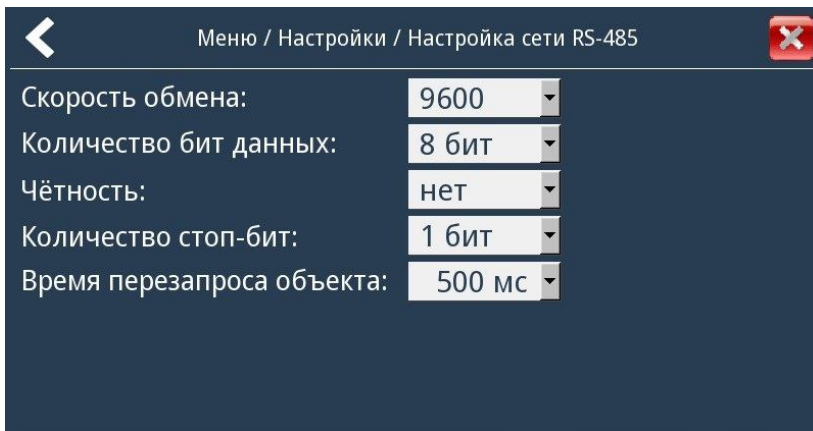 Меню / Настройки / Настройка сети RS-485
Скорость обмена: 9600
Количество бит данных: 8 бит
Чётность: нет
Количество стоп-бит: 1 бит
Время перезапроса объекта: 500 мс